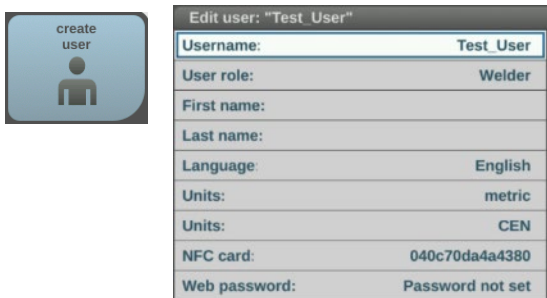 create
user
Edit user: "Test_User"
Username: Test_User
User role: Welder
First name:
Last name:
Language: English
Units: metric
Units: CEN
NFC card: 040c70da4a4380
Web password: Password not set